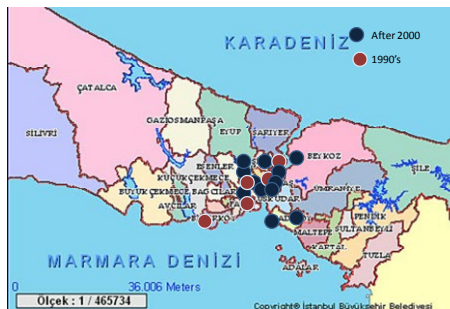 After 2000
KARADENİZ
1990's
ÇATALCA
GAZİOSMANPAŞA
EYÜP
SARIYER
SİLİVRİ
ESENLER
BEYKOZ
ŞİLE
KÜÇÜKÇEKMECE
BÜYÜKÇEKMECE
BAĞCILAR
ÜMRANİYE
AVCILAR
ÜSKÜDAR
PENDİK
MALTEPE
SULTANBEYLİ
KARTAL
TUZLA
ADALAR
MARMARA DENİZİ
0
36.006 Meters
Ölçek : 1 / 465734
Copyright® İstanbul Büyükşehir Belediyesi